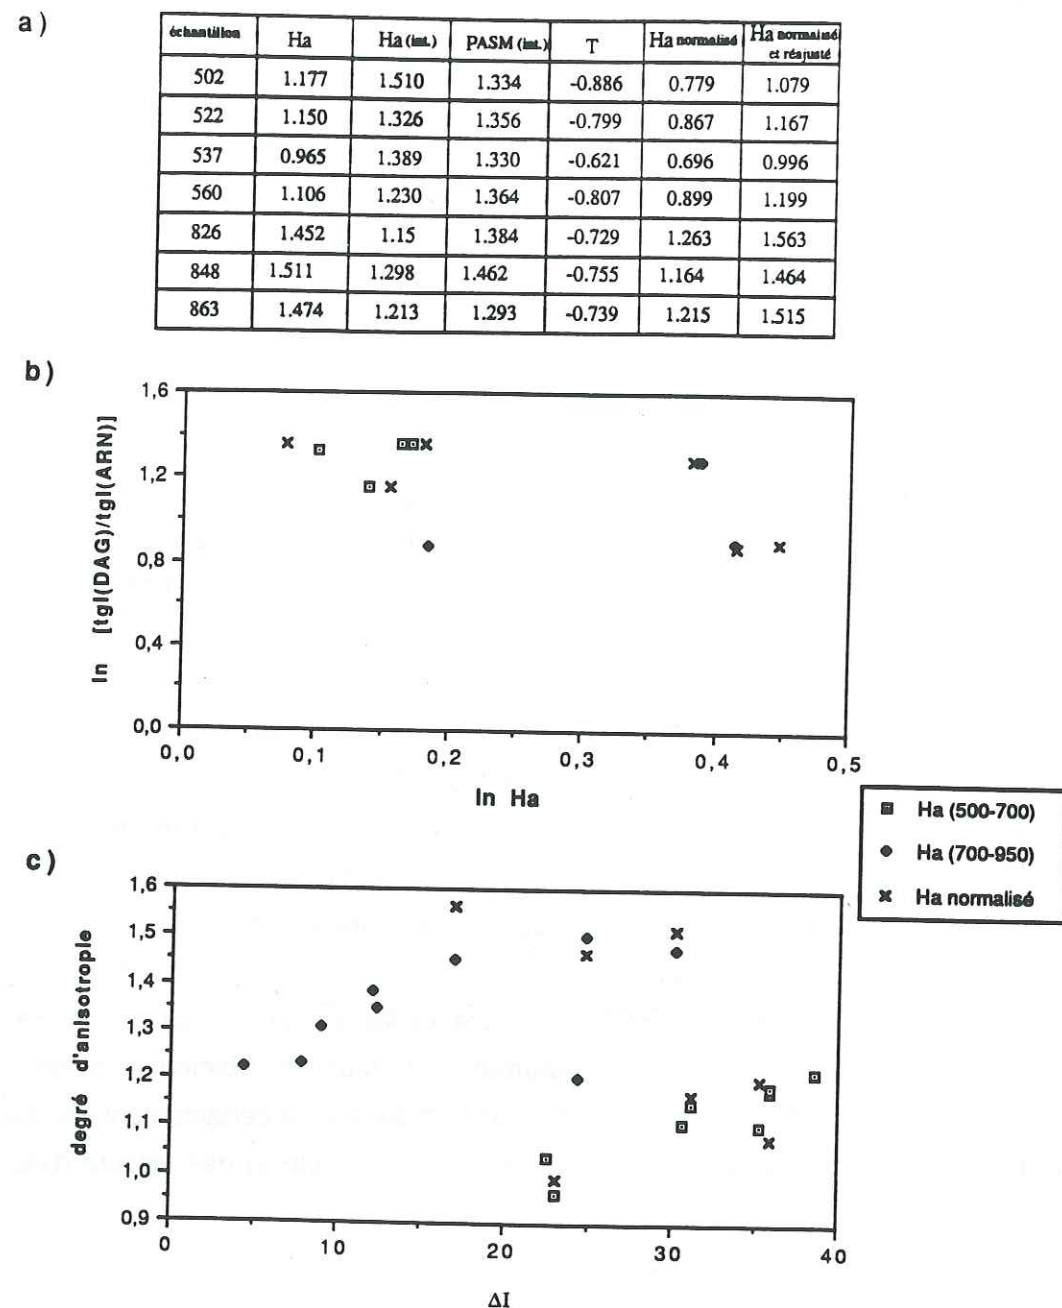 a)
échantillon Ha Ha (int.) PASM (int.) T Ha normalisé Ha normalisé et réajusté
502 1.177 1.510 1.334 -0.886 0.779 1.079
522 1.150 1.326 1.356 -0.799 0.867 1.167
537 0.965 1.389 1.330 -0.621 0.696 0.996
560 1.106 1.230 1.364 -0.807 0.899 1.199
826 1.452 1.15 1.384 -0.729 1.263 1.563
848 1.511 1.298 1.462 -0.755 1.164 1.464
863 1.474 1.213 1.293 -0.739 1.215 1.515
b)
ln [tgI(DAG)/tgI(ARN)]
1,6
1,2
0,8
0,4
0,0
0,0 0,1 0,2 0,3 0,4 0,5
ln Ha
Ha (500-700)
Ha (700-950)
Ha normalisé
c)
degré d'anisotropie
1,6
1,5
1,4
1,3
1,2
1,1
1,0
0,9
0 10 20 30 40
ΔI